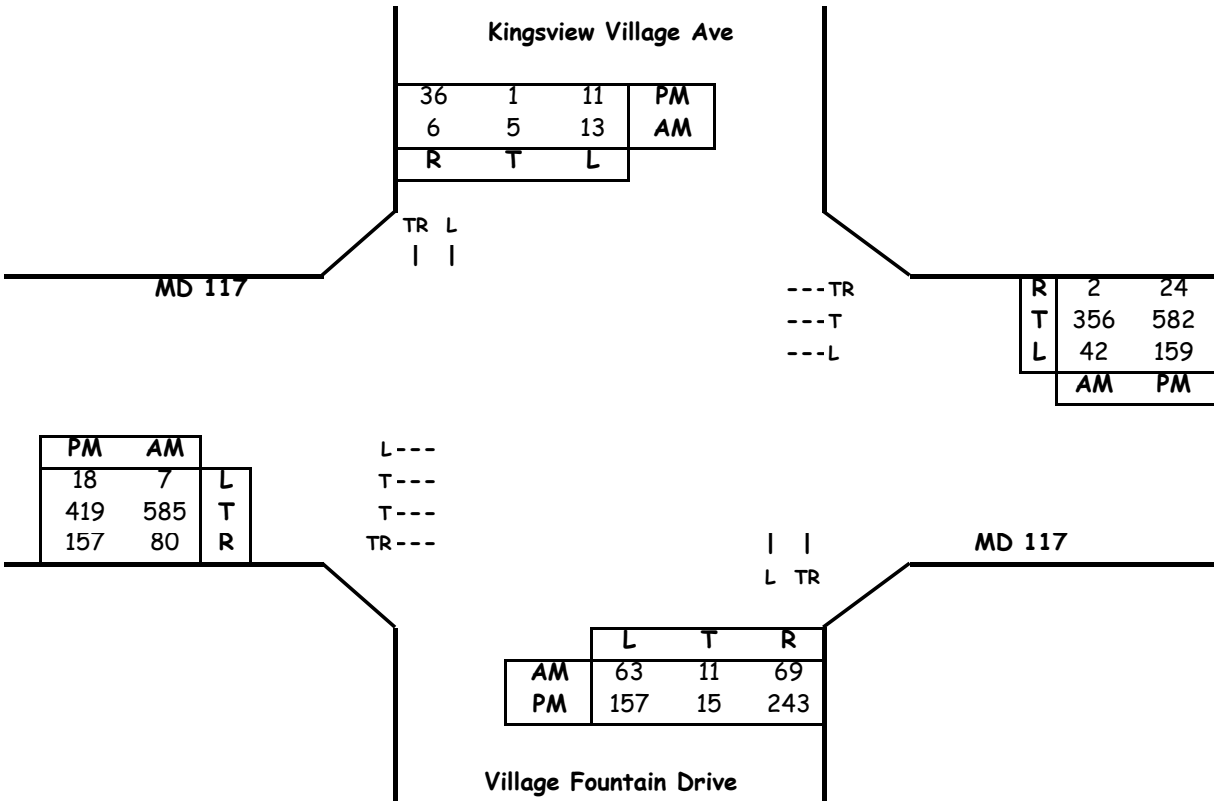 Kingsview Village Ave
36 1 11 PM
6 5 13 AM
R T L
TR L
| |
MD 117
---TR
---T
---L
R 2 24
T 356 582
L 42 159
AM PM
PM AM
18 7 L
419 585 T
157 80 R
L---
T---
T---
TR---
| |
L TR
MD 117
L T R
AM 63 11 69
PM 157 15 243
Village Fountain Drive